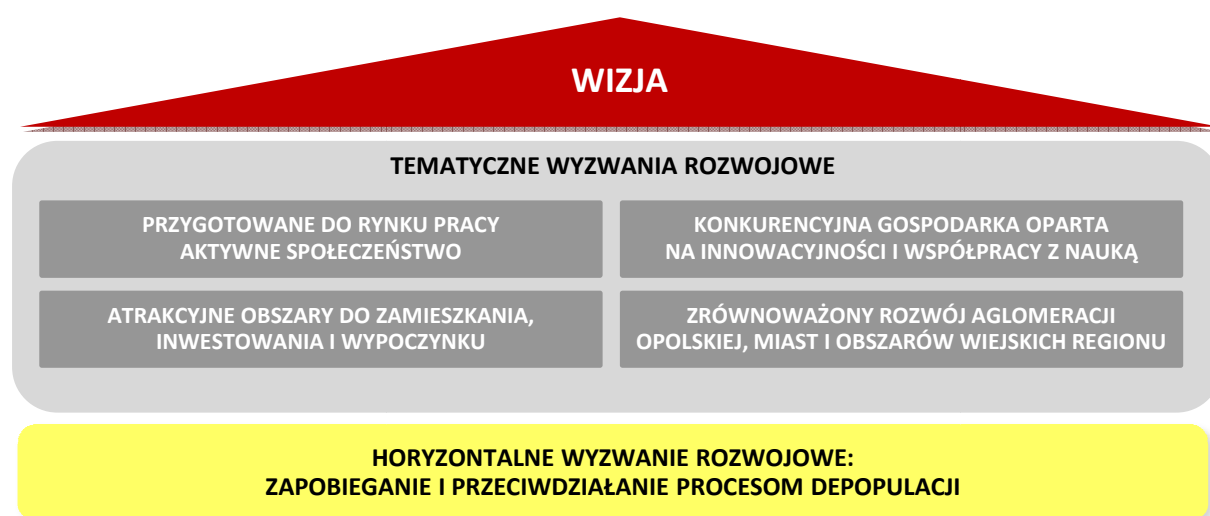 WIZJA
TEMATYCZNE WYZWANIA ROZWOJOWE
PRZYGOTOWANE DO RYNKU PRACY
AKTYWNE SPOŁECZEŃSTWO
KONKURENCYJNA GOSPODARKA OPARTA
NA INNOWACYJNOŚCI I WSPÓŁPRACY Z NAUKĄ
ATRAKCYJNE OBSZARY DO ZAMIESZKANIA,
INWESTOWANIA I WYPOCZYNKU
ZRÓWNOWAŻONY ROZWÓJ AGLOMERACJI
OPOLSKIEJ, MIAST I OBSZARÓW WIEJSKICH REGIONU
HORYZONTALNE WYZWANIE ROZWOJOWE:
ZAPOBIEGANIE I PRZECIWDZIAŁANIE PROCESOM DEPOPULACJI